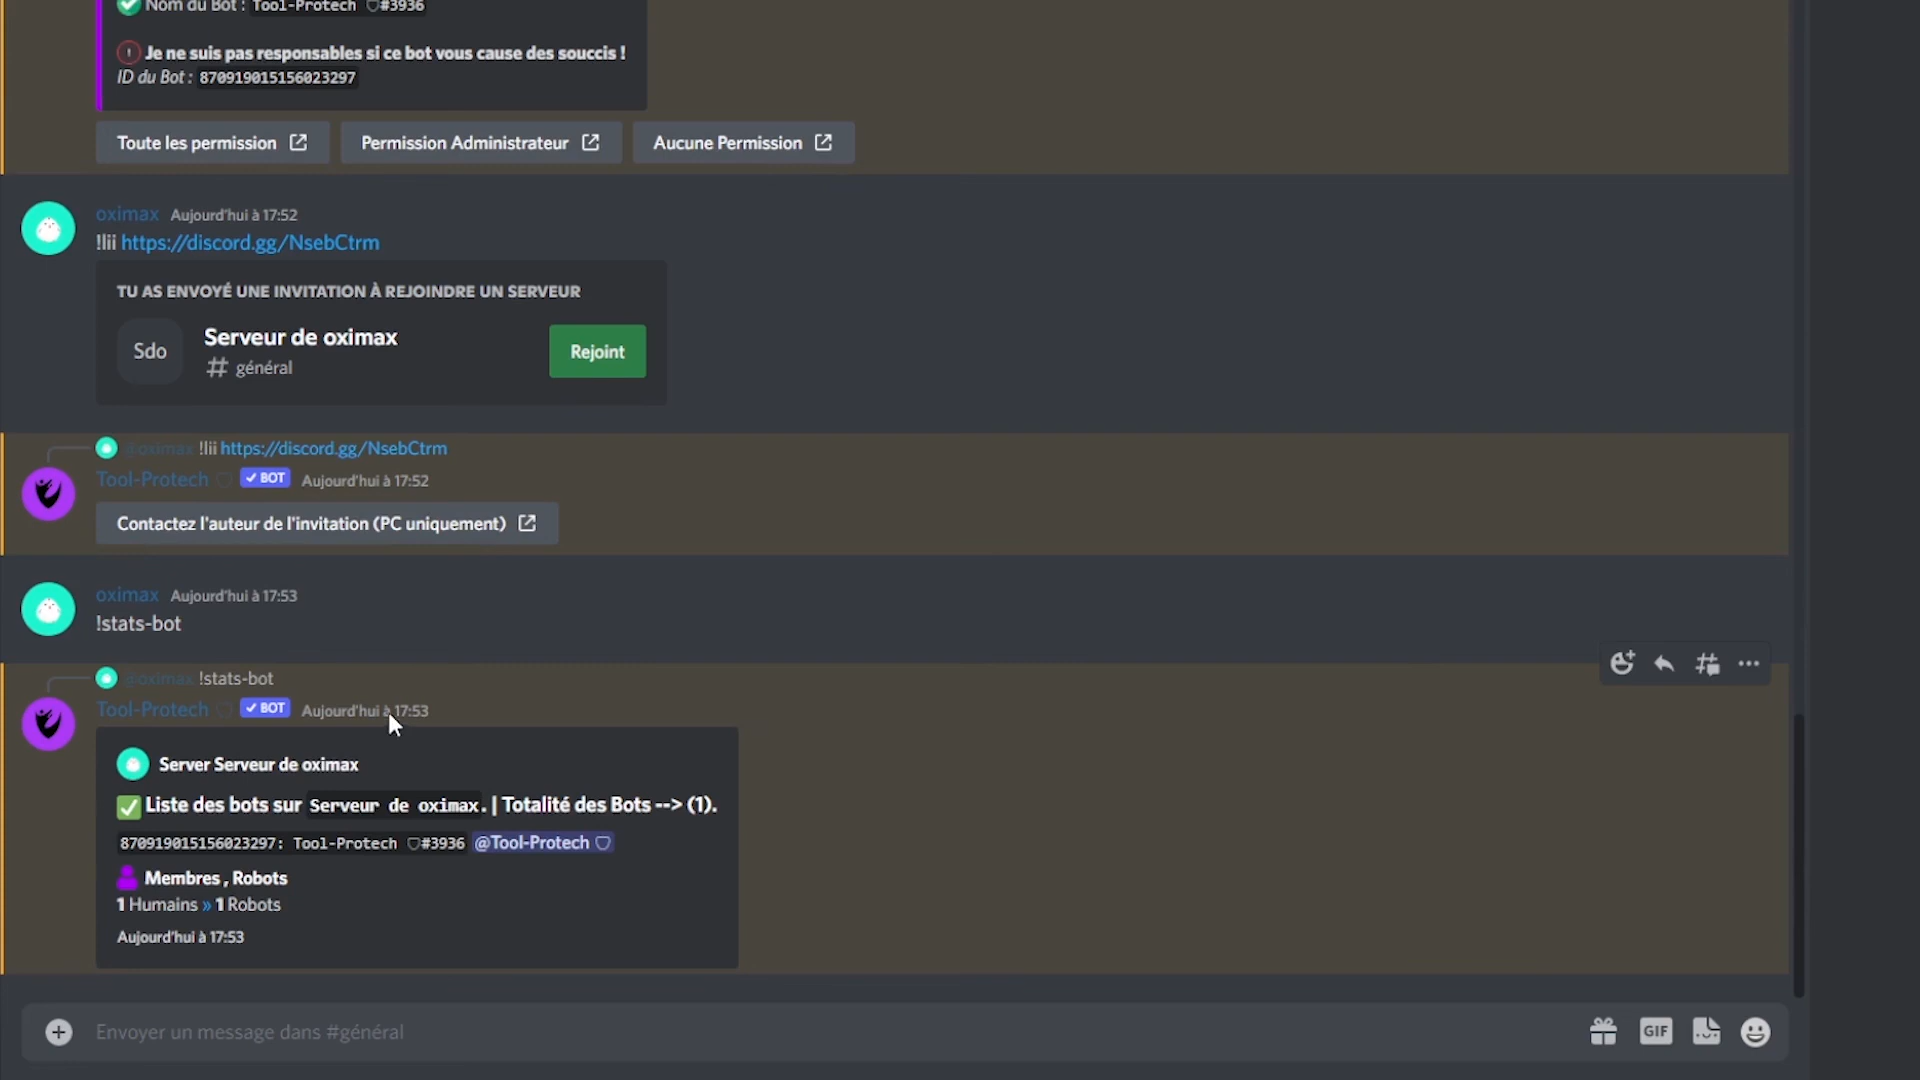 Nom du Bot : Tool-Protech #3936
Je ne suis pas responsables si ce bot vous cause des souccis !
ID du Bot : 870919015156023297
Toute les permission
Permission Administrateur
Aucune Permission
oximax Aujourd'hui à 17:52
!lii https://discord.gg/NsebCtrm
TU AS ENVOYÉ UNE INVITATION À REJOINDRE UN SERVEUR
Sdo
Serveur de oximax
# général
Rejoint
@oximax !lii https://discord.gg/NsebCtrm
Tool-Protech ✓ BOT Aujourd'hui à 17:52
Contactez l'auteur de l'invitation (PC uniquement)
oximax Aujourd'hui à 17:53
!stats-bot
@oximax !stats-bot
Tool-Protech ✓ BOT Aujourd'hui à 17:53
Server Serveur de oximax
Liste des bots sur Serveur de oximax. | Totalité des Bots --> (1).
870919015156023297: Tool-Protech #3936 @Tool-Protech
Membres , Robots
1 Humains » 1 Robots
Aujourd'hui à 17:53
Envoyer un message dans #général
GIF